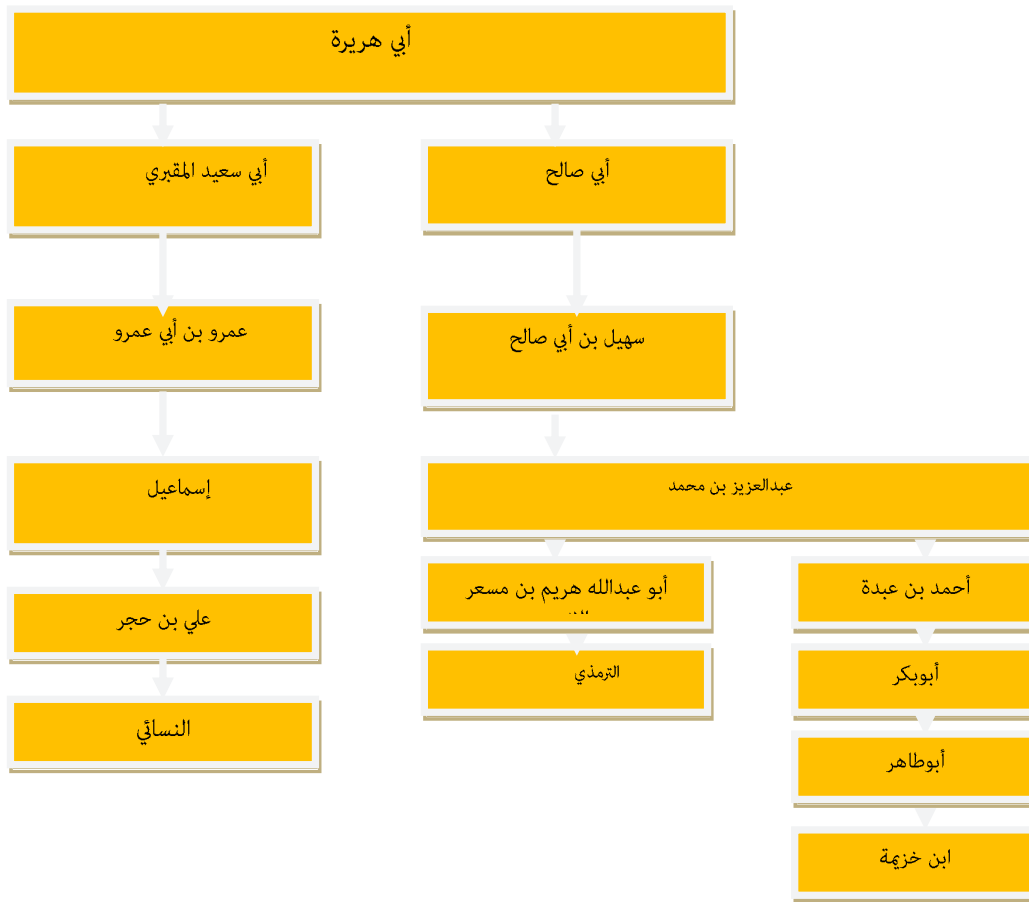 أبي هريرة
أبي سعيد المقبري
أبي صالح
عمرو بن أبي عمرو
سهيل بن أبي صالح
إسماعيل
عبدالعزيز بن محمد
علي بن حجر
أبو عبدالله هريم بن مسعر
أحمد بن عبدة
النسائي
الترمذي
أبوبكر
أبوطاهر
ابن خزيمة